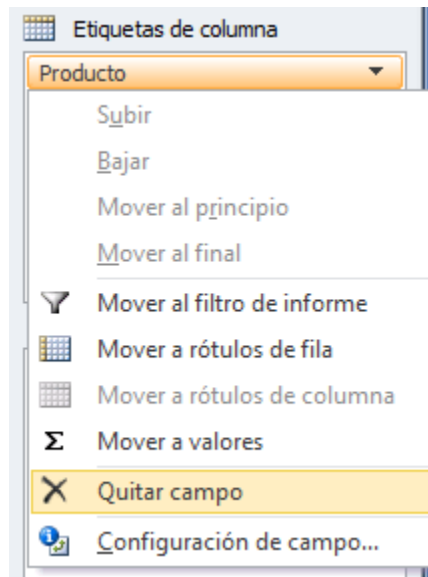 Etiquetas de columna
Producto
Subir
Bajar
Mover al principio
Mover al final
Mover al filtro de informe
Mover a rótulos de fila
Mover a rótulos de columna
Σ Mover a valores
Quitar campo
Configuración de campo...